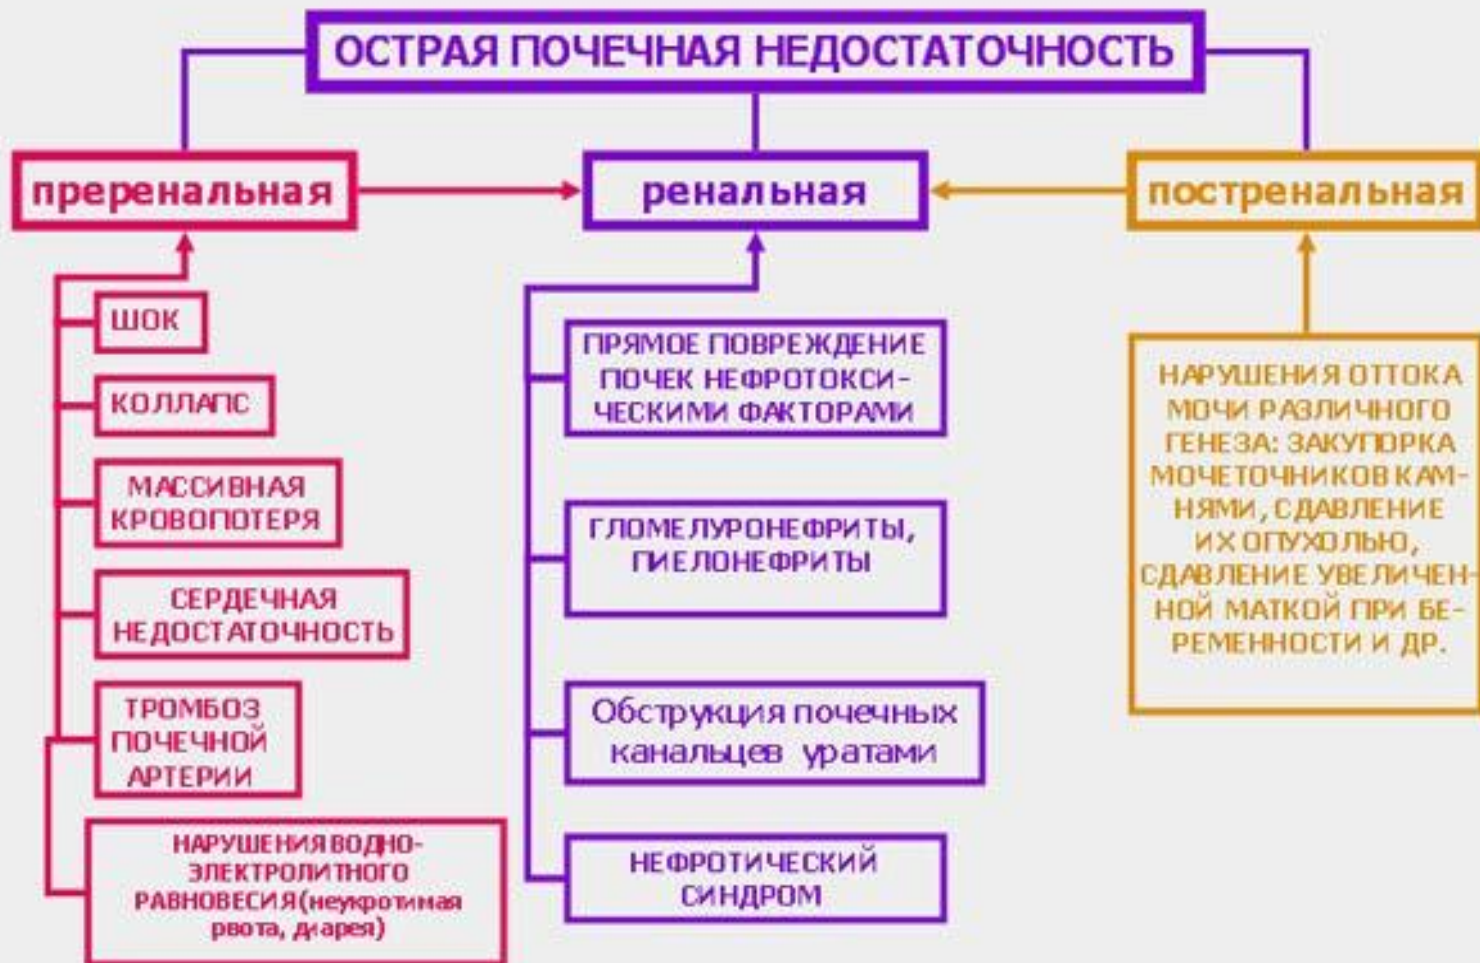 ОСТРАЯ ПОЧЕЧНАЯ НЕДОСТАТОЧНОСТЬ
преренальная
ренальная
постренальная
ШОК
КОЛЛАПС
МАССИВНАЯ
КРОВОПОТЕРЯ
СЕРДЕЧНАЯ
НЕДОСТАТОЧНОСТЬ
ТРОМБОЗ
ПОЧЕЧНОЙ
АРТЕРИИ
НАРУШЕНИЯ ВОДНО-
ЭЛЕКТРОЛИТНОГО
РАВНОВЕСИЯ(неукротимая
рвота, диарея)
ПРЯМОЕ ПОВРЕЖДЕНИЕ
ПОЧЕК НЕФРОТОКСИ-
ЧЕСКИМИ ФАКТОРАМИ
ГЛОМЕЛУРОНЕФРИТЫ,
ПИЕЛОНЕФРИТЫ
Обструкция почечных
канальцев уратами
НЕФРОТИЧЕСКИЙ
СИНДРОМ
НАРУШЕНИЯ ОТТОКА
МОЧИ РАЗЛИЧНОГО
ГЕНЕЗА: ЗАКУПОРКА
МОЧЕТОЧНИКОВ КАМ-
НЯМИ, СДАВЛЕНИЕ
ИХ ОПУХОЛЬЮ,
СДАВЛЕНИЕ УВЕЛИЧЕН-
НОЙ МАТКОЙ ПРИ БЕ-
РЕМЕННОСТИ И ДР.